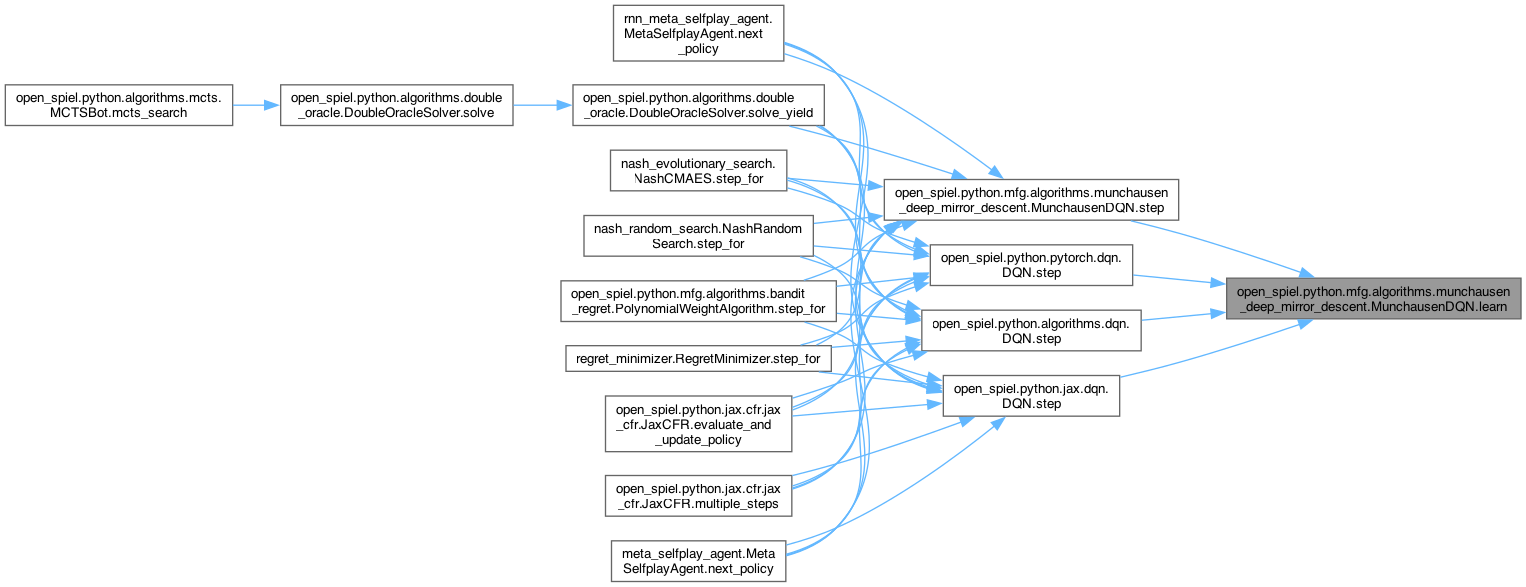 rnn_meta_selfplay_agent.
MetaSelfplayAgent.next
_policy
open_spiel.python.algorithms.mcts.
MCTSBot.mcts_search
open_spiel.python.algorithms.double
_oracle.DoubleOracleSolver.solve
open_spiel.python.algorithms.double
_oracle.DoubleOracleSolver.solve_yield
nash_evolutionary_search.
NashCMAES.step_for
nash_random_search.NashRandom
Search.step_for
open_spiel.python.mfg.algorithms.bandit
_regret.PolynomialWeightAlgorithm.step_for
regret_minimizer.RegretMinimizer.step_for
open_spiel.python.jax.cfr.jax
_cfr.JaxCFR.evaluate_and
_update_policy
open_spiel.python.jax.cfr.jax
_cfr.JaxCFR.multiple_steps
meta_selfplay_agent.Meta
SelfplayAgent.next_policy
open_spiel.python.mfg.algorithms.munchausen
_deep_mirror_descent.MunchausenDQN.step
open_spiel.python.pytorch.dqn.
DQN.step
open_spiel.python.algorithms.dqn.
DQN.step
open_spiel.python.jax.dqn.
DQN.step
open_spiel.python.mfg.algorithms.munchausen
_deep_mirror_descent.MunchausenDQN.learn